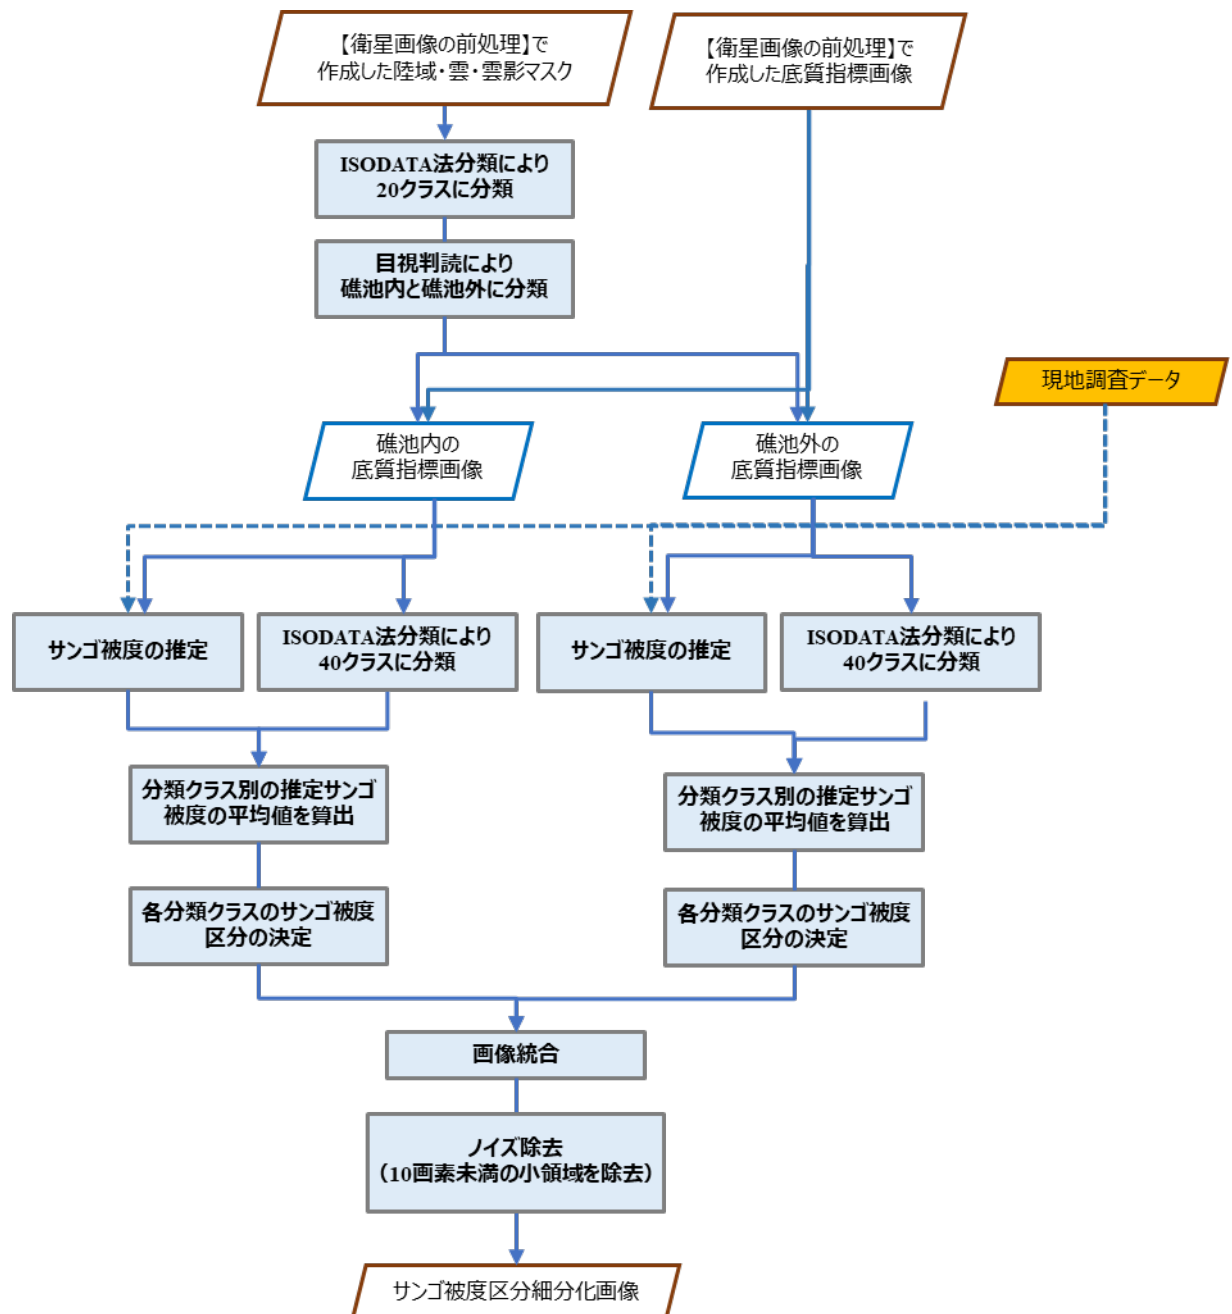 【衛星画像の前処理】で
作成した陸域・雲・雲影マスク
【衛星画像の前処理】で
作成した底質指標画像
ISODATA法分類により
20クラスに分類
目視判読により
礁池内と礁池外に分類
現地調査データ
礁池内の
底質指標画像
礁池外の
底質指標画像
サンゴ被度の推定
ISODATA法分類により
40クラスに分類
サンゴ被度の推定
ISODATA法分類により
40クラスに分類
分類クラス別の推定サンゴ
被度の平均値を算出
分類クラス別の推定サンゴ
被度の平均値を算出
各分類クラスのサンゴ被度
区分の決定
各分類クラスのサンゴ被度
区分の決定
画像統合
ノイズ除去
（10画素未満の小領域を除去）
サンゴ被度区分細分化画像